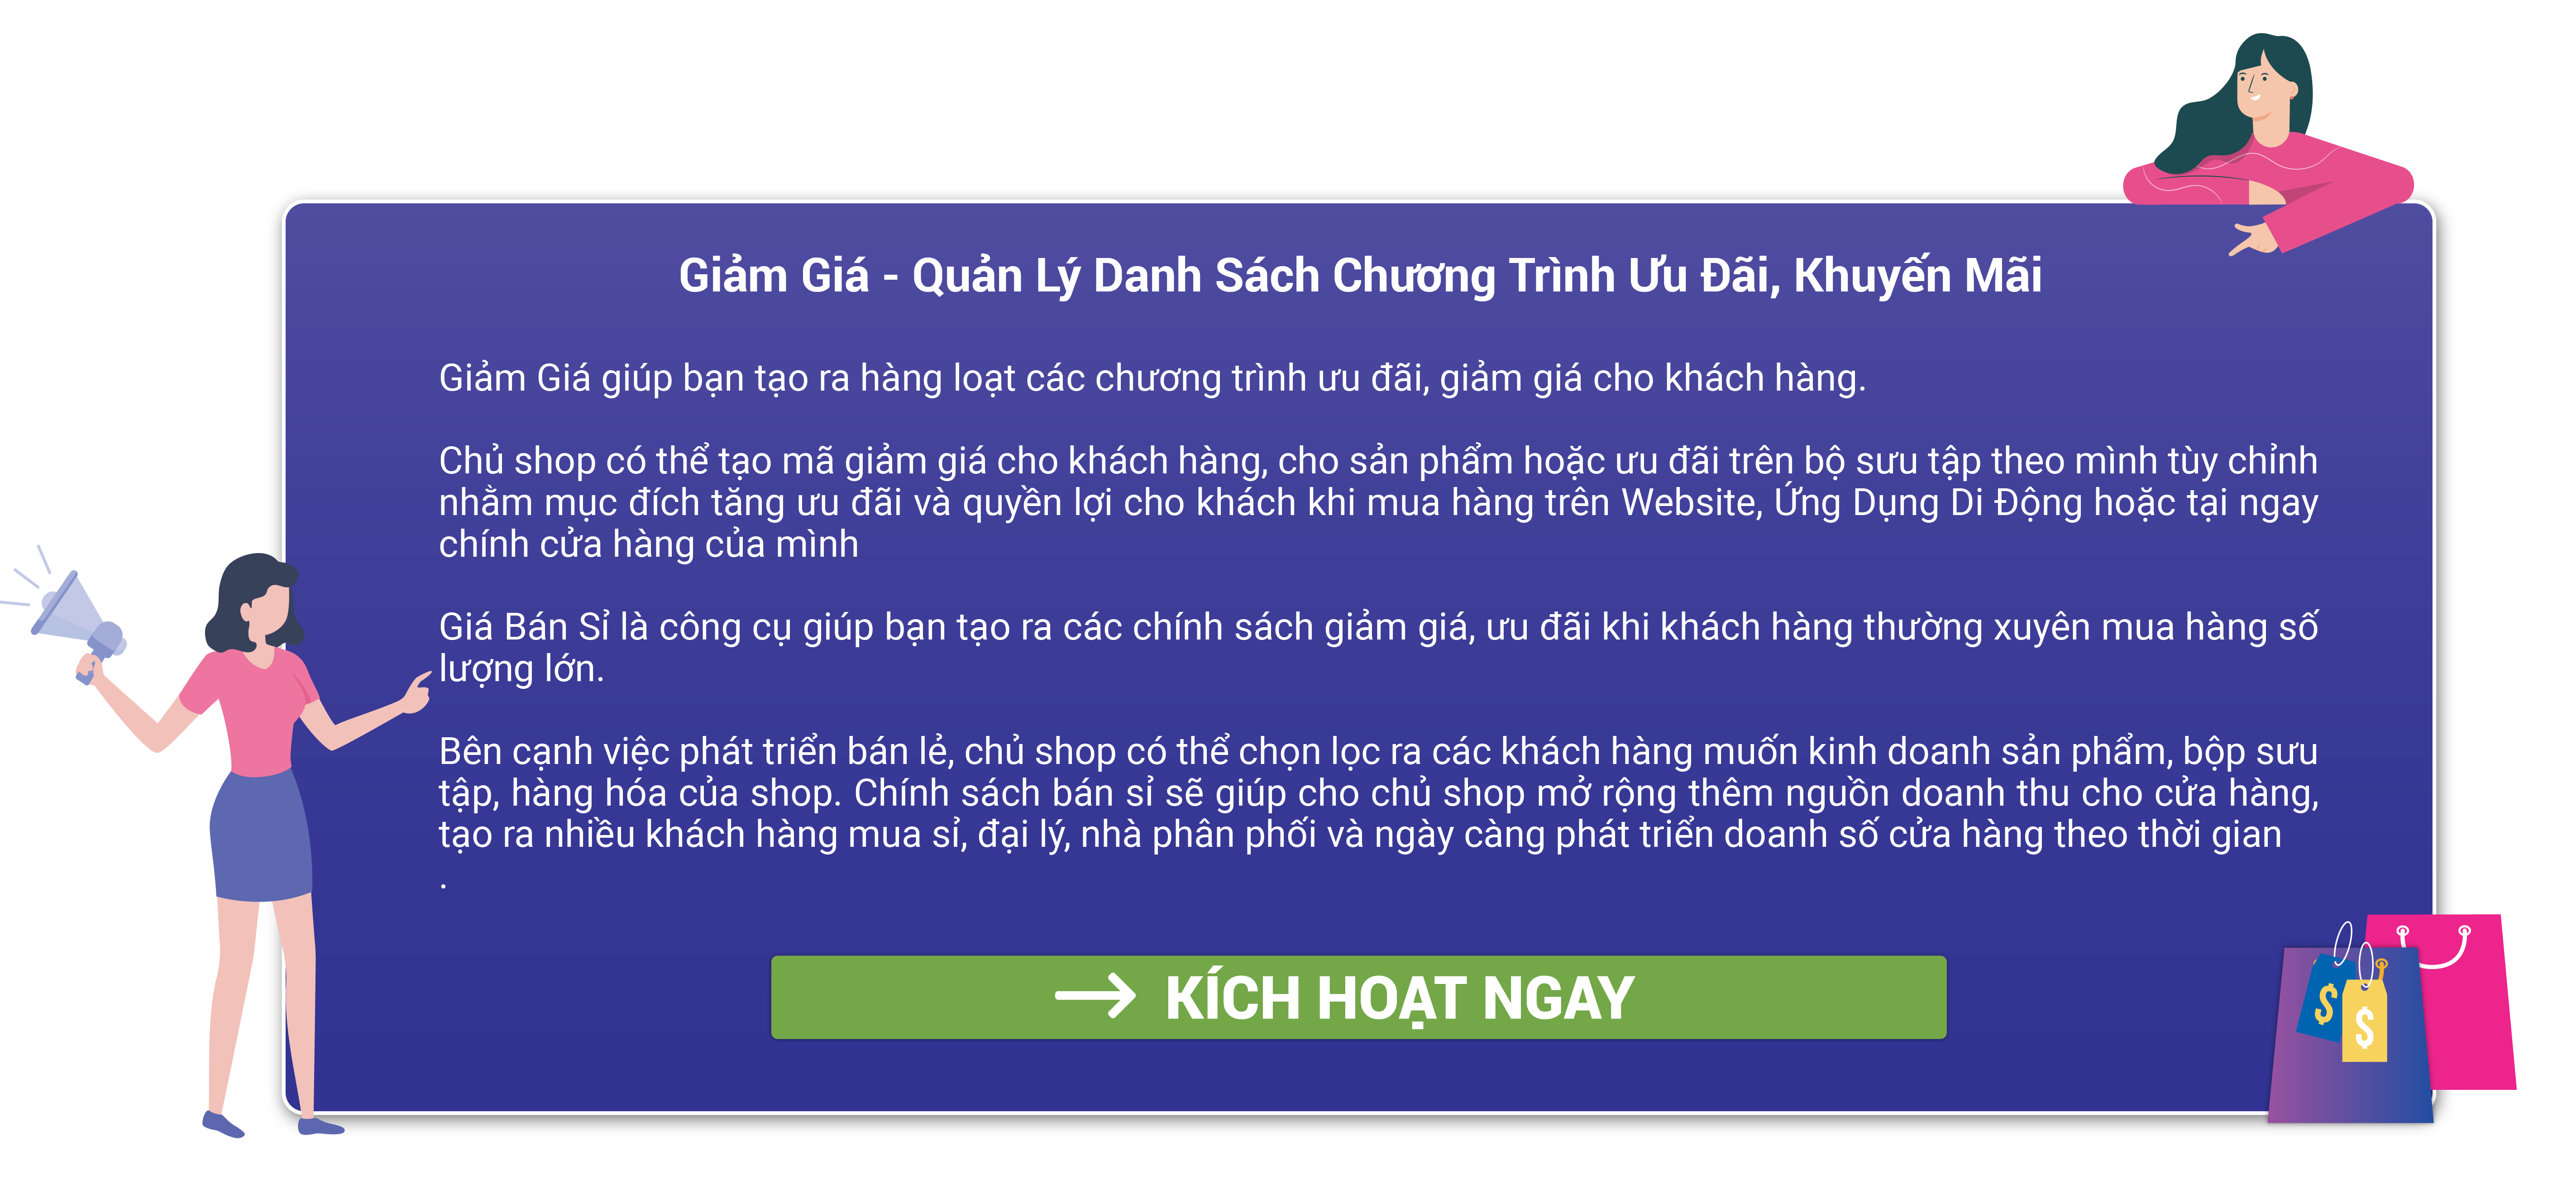 Giảm Giá - Quản Lý Danh Sách Chương Trình Ưu Đãi, Khuyến Mãi
Giảm Giá giúp bạn tạo ra hàng loạt các chương trình ưu đãi, giảm giá cho khách hàng.
Chủ shop có thể tạo mã giảm giá cho khách hàng, cho sản phẩm hoặc ưu đãi trên bộ sưu tập theo mình tùy chỉnh
nhằm mục đích tăng ưu đãi và quyền lợi cho khách khi mua hàng trên Website, Ứng Dụng Di Động hoặc tại ngay
chính cửa hàng của mình
Giá Bán Sỉ là công cụ giúp bạn tạo ra các chính sách giảm giá, ưu đãi khi khách hàng thường xuyên mua hàng số
lượng lớn.
Bên cạnh việc phát triển bán lẻ, chủ shop có thể chọn lọc ra các khách hàng muốn kinh doanh sản phẩm, bộp sưu
tập, hàng hóa của shop. Chính sách bán sỉ sẽ giúp cho chủ shop mở rộng thêm nguồn doanh thu cho cửa hàng,
tạo ra nhiều khách hàng mua sỉ, đại lý, nhà phân phối và ngày càng phát triển doanh số cửa hàng theo thời gian
.
→ KÍCH HOẠT NGAY
$
$